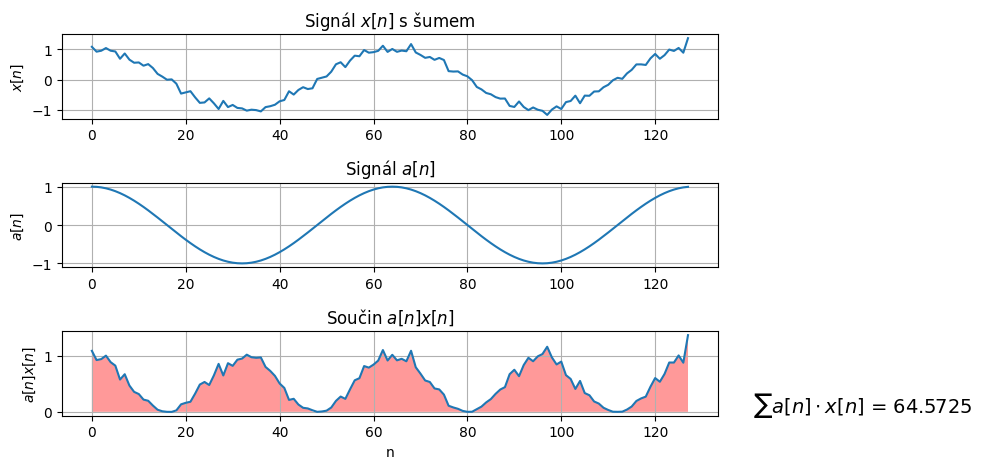 Signál x[n] s šumem
x[n]
1
0
−1
0 20 40 60 80 100 120
Signál a[n]
a[n]
1
0
−1
0 20 40 60 80 100 120
Součin a[n]x[n]
a[n]x[n]
1
0
0 20 40 60 80 100 120
n
∑a[n] · x[n] = 64.5725